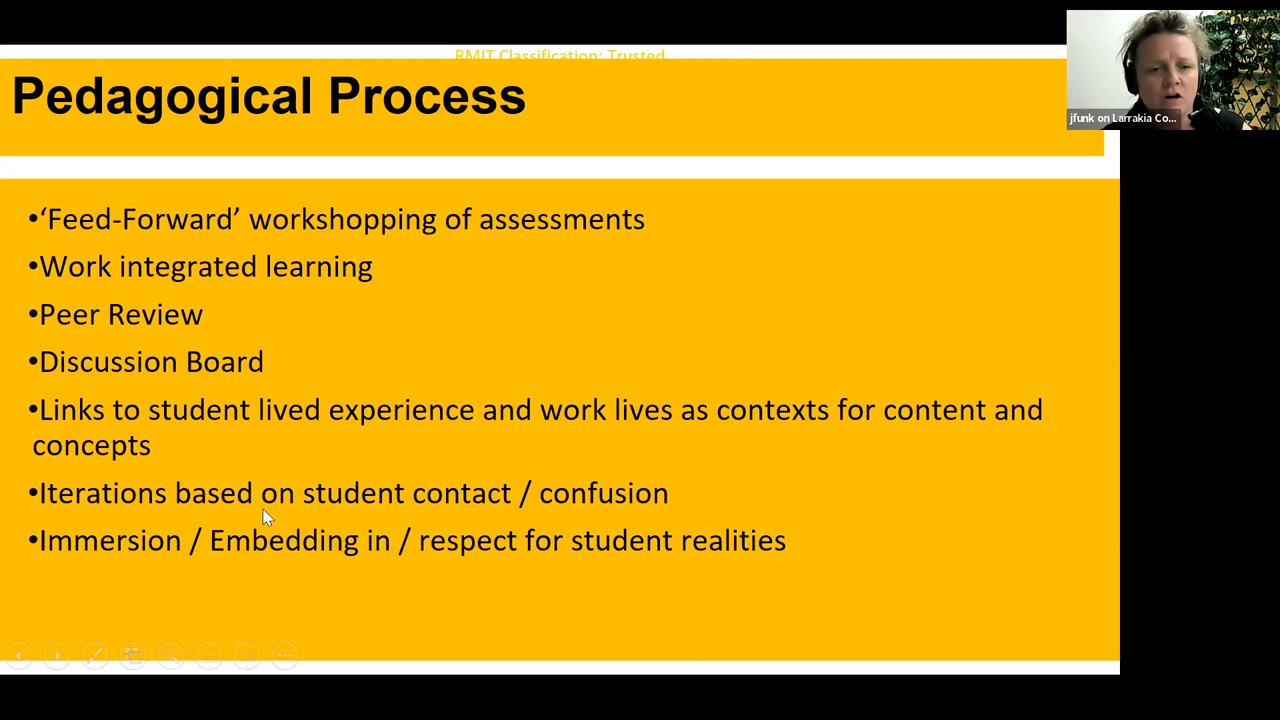 RMIT Classification: Trusted
Pedagogical Process
jfunk on Larrakia Co...
•‘Feed-Forward’ workshopping of assessments
•Work integrated learning
•Peer Review
•Discussion Board
•Links to student lived experience and work lives as contexts for content and
concepts
•Iterations based on student contact / confusion
•Immersion / Embedding in / respect for student realities